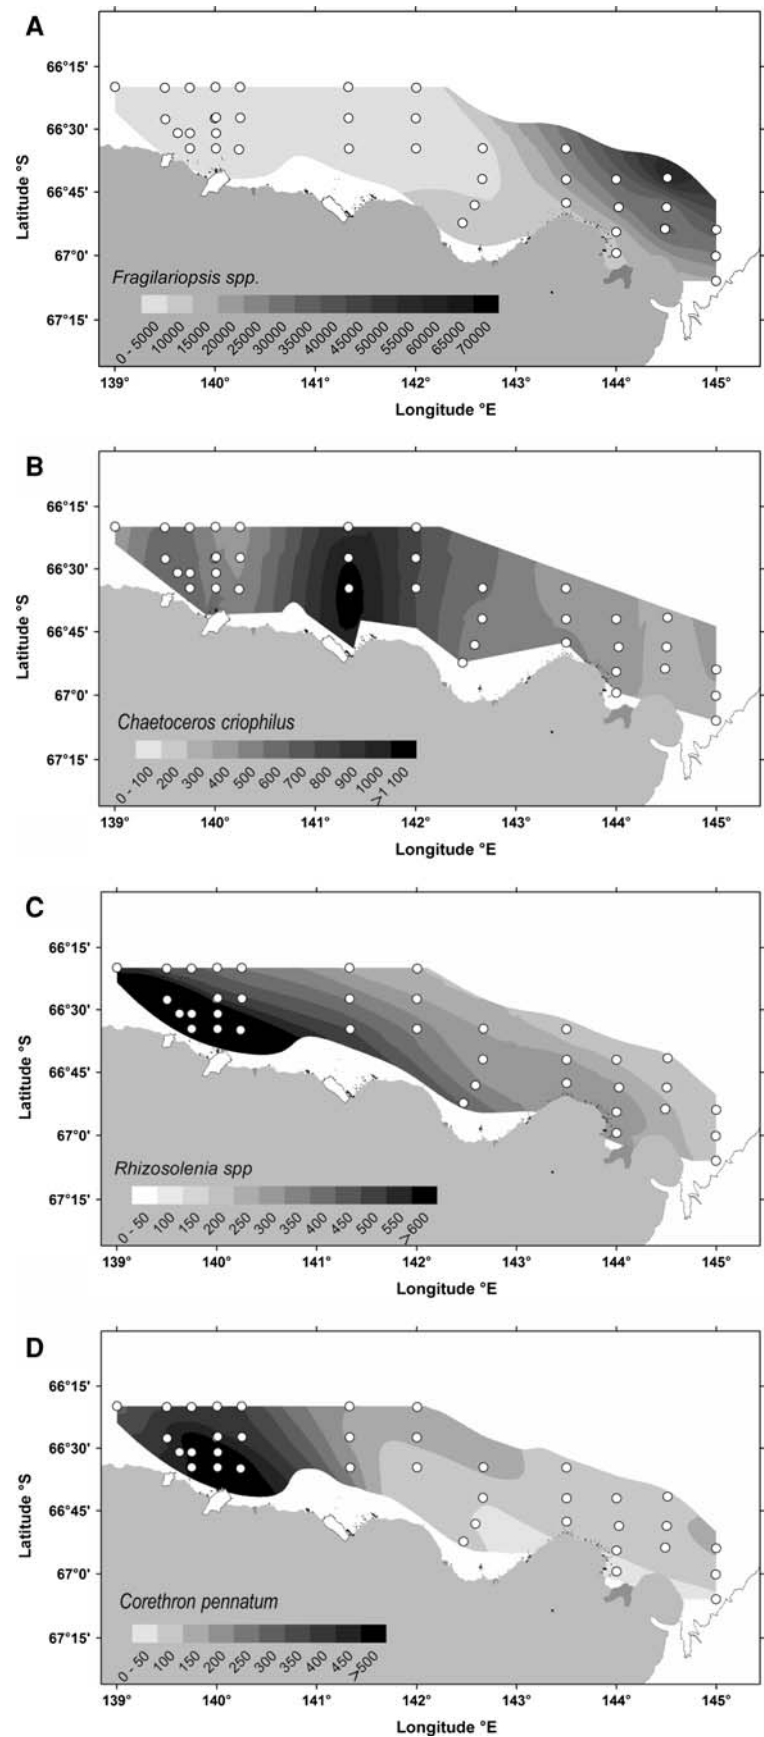 A
66°15'
66°30'
66°45'
67°0'
67°15'
Latitude °S
Fragilariopsis spp.
0 - 5000 10000 15000 20000 25000 30000 35000 40000 45000 50000 55000 60000 65000 70000
139° 140° 141° 142° 143° 144° 145°
Longitude °E
B
66°15'
66°30'
66°45'
67°0'
67°15'
Latitude °S
Chaetoceros criophilus
0 - 100 200 300 400 500 600 700 800 900 1000 >1 100
139° 140° 141° 142° 143° 144° 145°
Longitude °E
C
66°15'
66°30'
66°45'
67°0'
67°15'
Latitude °S
Rhizosolenia spp
0 - 50 100 150 200 250 300 350 400 450 500 550 >600
139° 140° 141° 142° 143° 144° 145°
Longitude °E
D
66°15'
66°30'
66°45'
67°0'
67°15'
Latitude °S
Corethron pennatum
0 - 50 100 150 200 250 300 350 400 450 >500
139° 140° 141° 142° 143° 144° 145°
Longitude °E